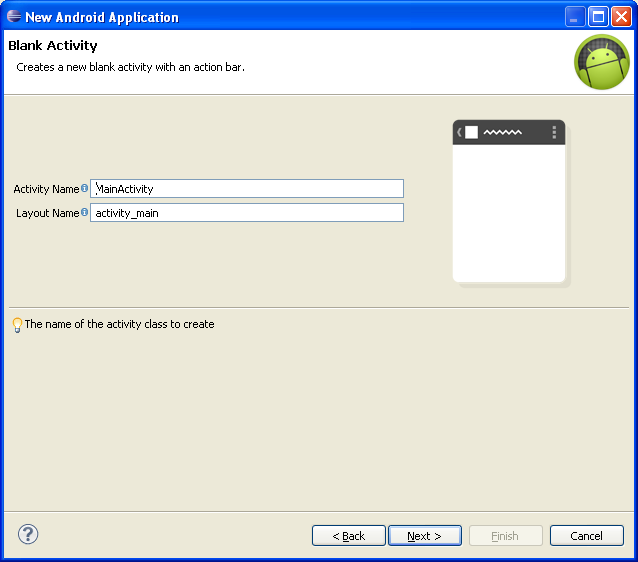 New Android Application
Blank Activity
Creates a new blank activity with an action bar.
Activity Name MainActivity
Layout Name activity_main
The name of the activity class to create
? < Back Next > Finish Cancel